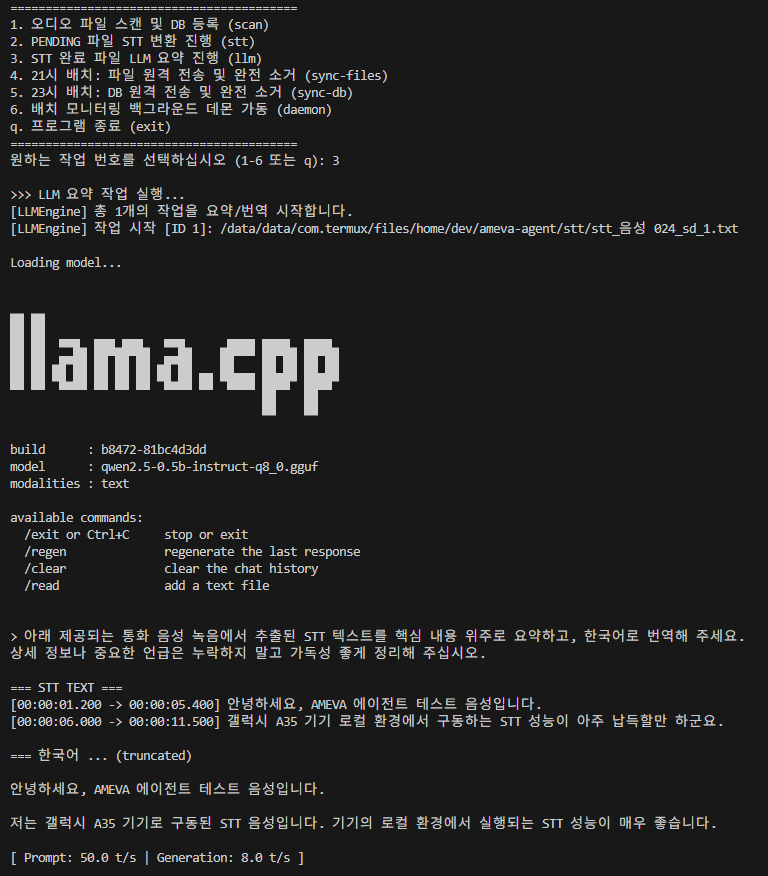 ==========================================
1. 오디오 파일 스캔 및 DB 등록 (scan)
2. PENDING 파일 STT 변환 진행 (stt)
3. STT 완료 파일 LLM 요약 진행 (llm)
4. 21시 배치: 파일 원격 전송 및 완전 소거 (sync-files)
5. 23시 배치: DB 원격 전송 및 완전 소거 (sync-db)
6. 배치 모니터링 백그라운드 데몬 가동 (daemon)
q. 프로그램 종료 (exit)
==========================================
원하는 작업 번호를 선택하십시오 (1-6 또는 q): 3
>>> LLM 요약 작업 실행...
[LLMEngine] 총 1개의 작업을 요약/번역 시작합니다.
[LLMEngine] 작업 시작 [ID 1]: /data/data/com.termux/files/home/dev/ameva-agent/stt/stt_음성 024_sd_1.txt
Loading model...
llama.cpp
build      : b8472-81bc4d3dd
model      : qwen2.5-0.5b-instruct-q8_0.gguf
modalities : text
available commands:
  /exit or Ctrl+C     stop or exit
  /regen              regenerate the last response
  /clear              clear the chat history
  /read               add a text file
> 아래 제공되는 통화 음성 녹음에서 추출된 STT 텍스트를 핵심 내용 위주로 요약하고, 한국어로 번역해 주세요.
상세 정보나 중요한 언급은 누락하지 말고 가독성 좋게 정리해 주십시오.
=== STT TEXT ===
[00:00:01.200 -> 00:00:05.400] 안녕하세요, AMEVA 에이전트 테스트 음성입니다.
[00:00:06.000 -> 00:00:11.500] 갤럭시 A35 기기 로컬 환경에서 구동하는 STT 성능이 아주 납득할만 하군요.
=== 한국어 ... (truncated)
안녕하세요, AMEVA 에이전트 테스트 음성입니다.
저는 갤럭시 A35 기기로 구동된 STT 음성입니다. 기기의 로컬 환경에서 실행되는 STT 성능이 매우 좋습니다.
[ Prompt: 50.0 t/s | Generation: 8.0 t/s ]